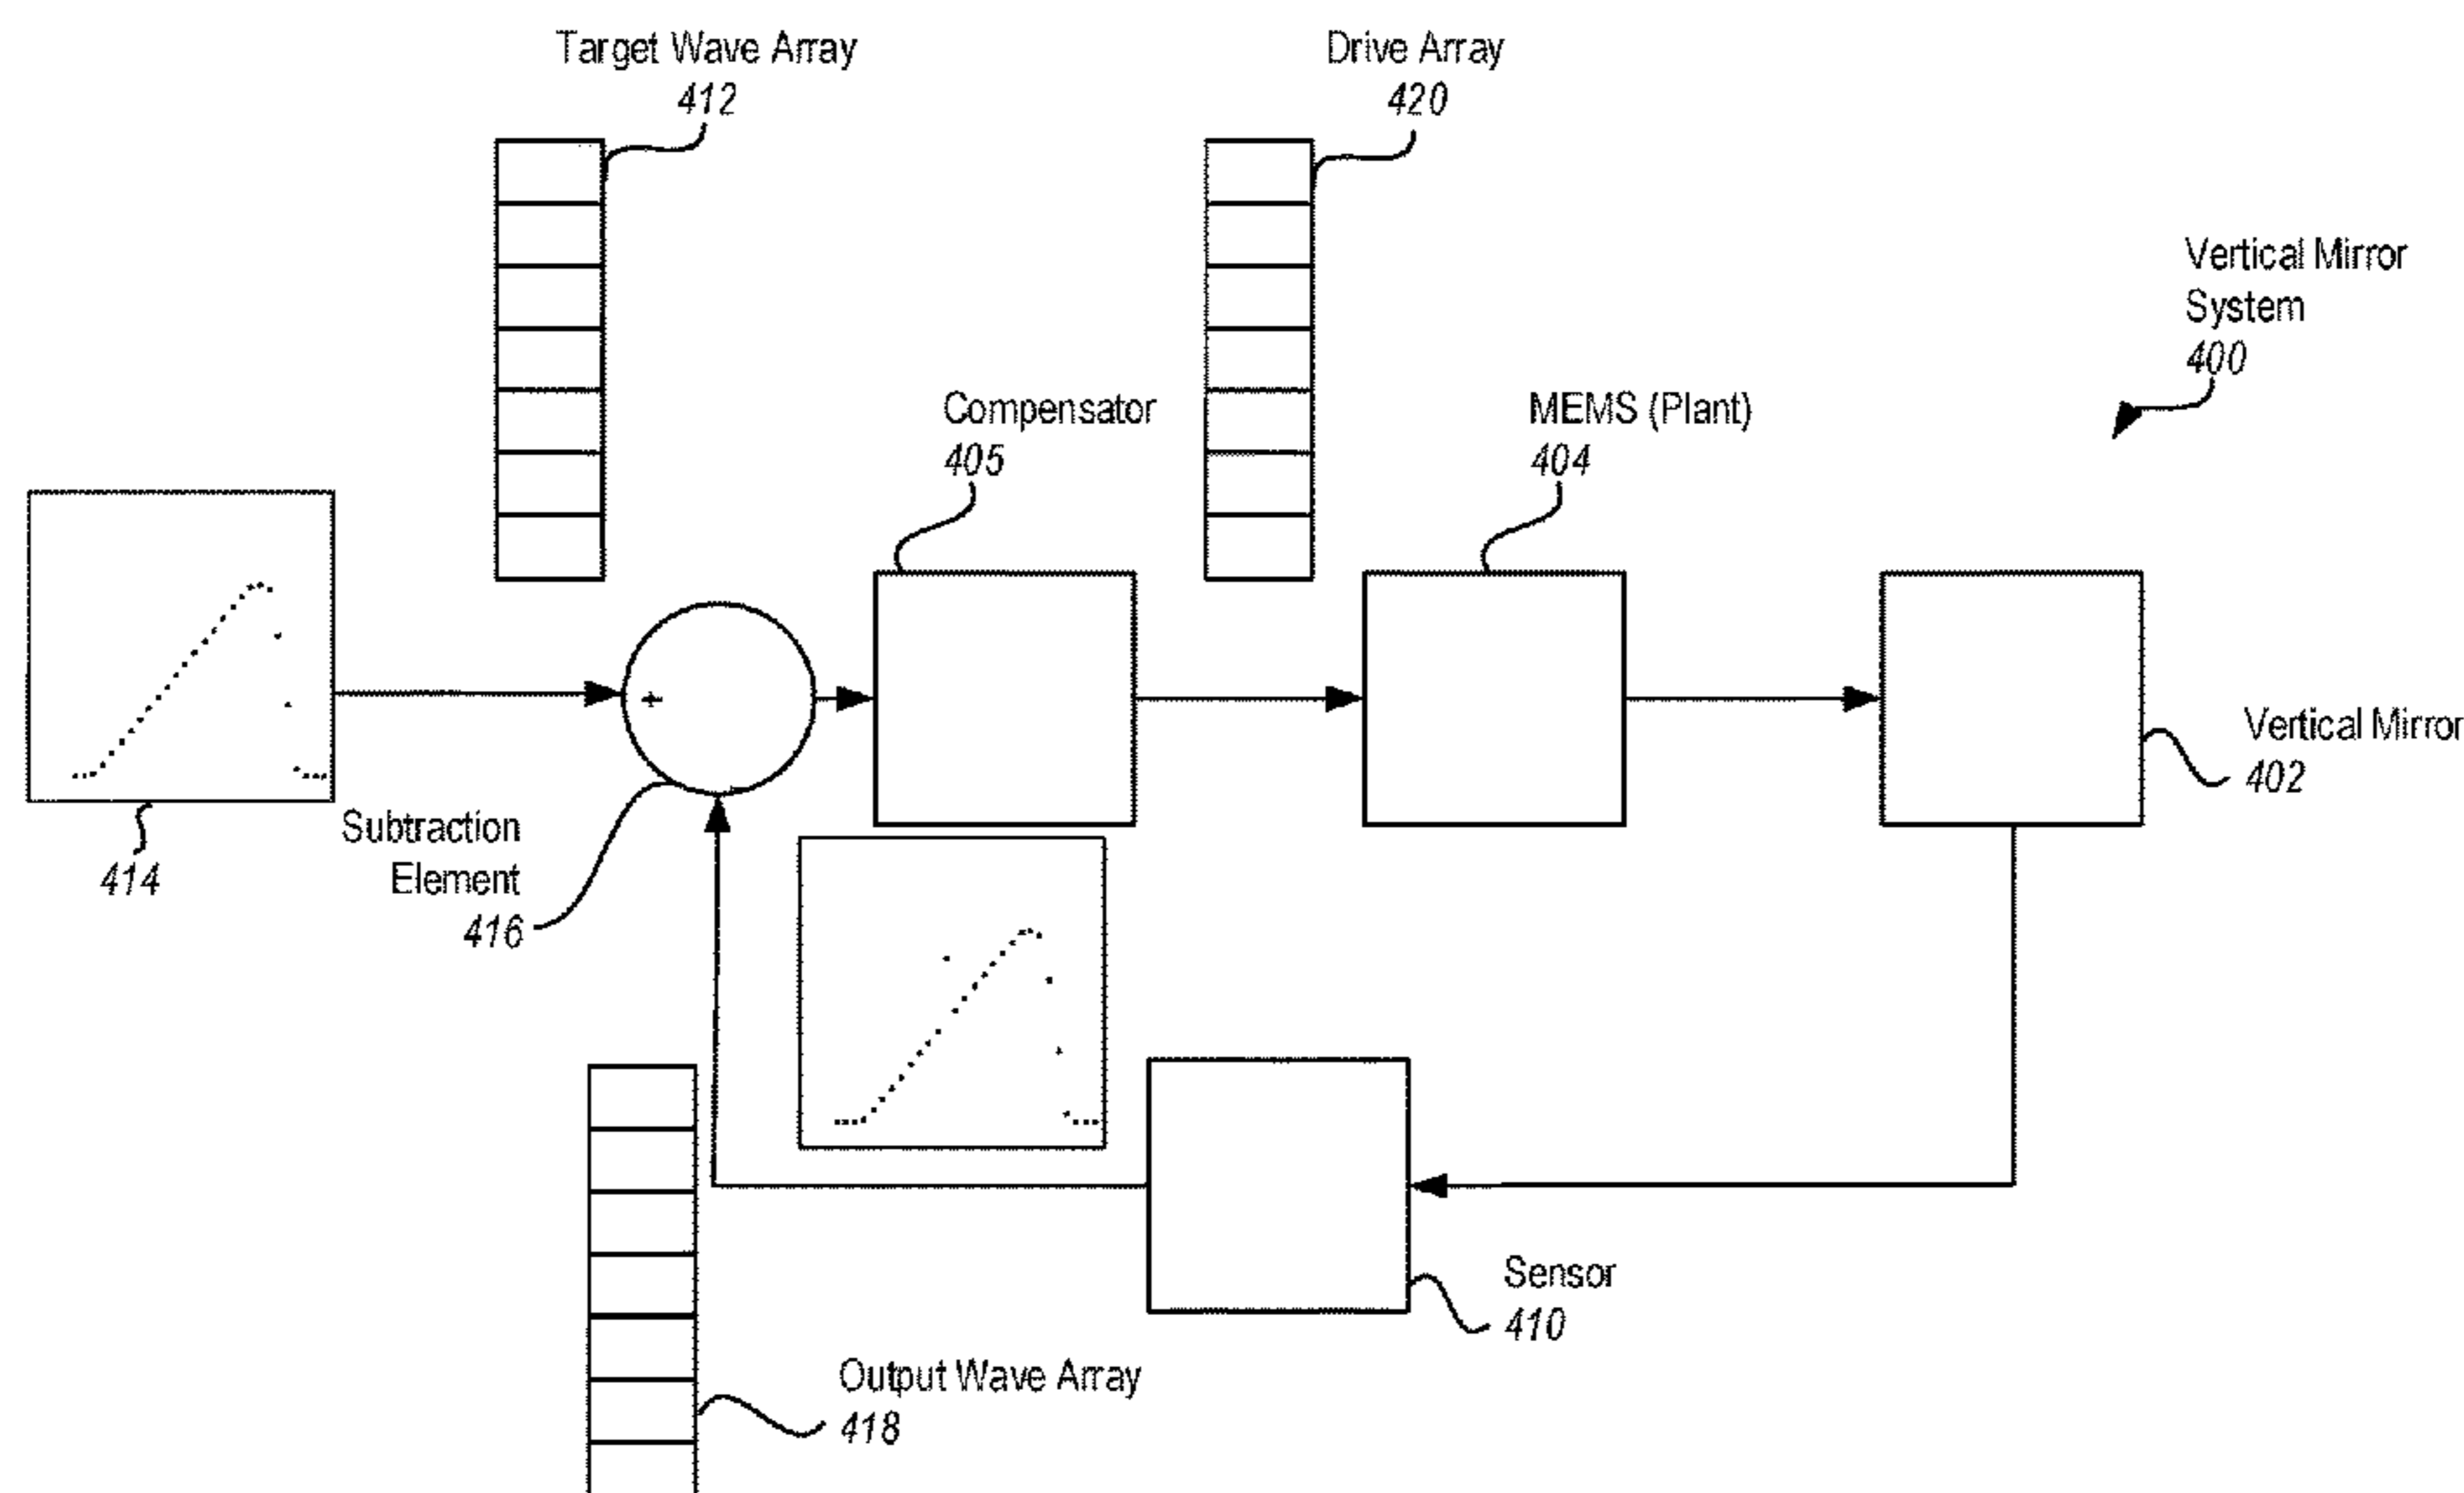 Target Wave Array
412
Drive Array
420
Vertical Mirror
System
400
Compensator
405
MEMS (Plant)
404
+-
Vertical Mirror
402
Subtraction
Element
416
414
Sensor
410
Output Wave Array
418